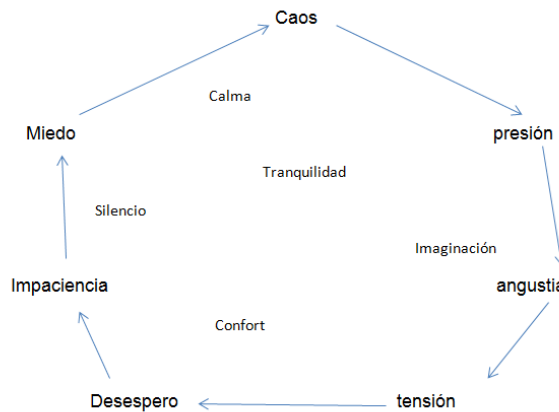 Caos
Calma
Miedo
presión
Tranquilidad
Silencio
Imaginación
Impaciencia
angustia
Confort
Desespero
tensión